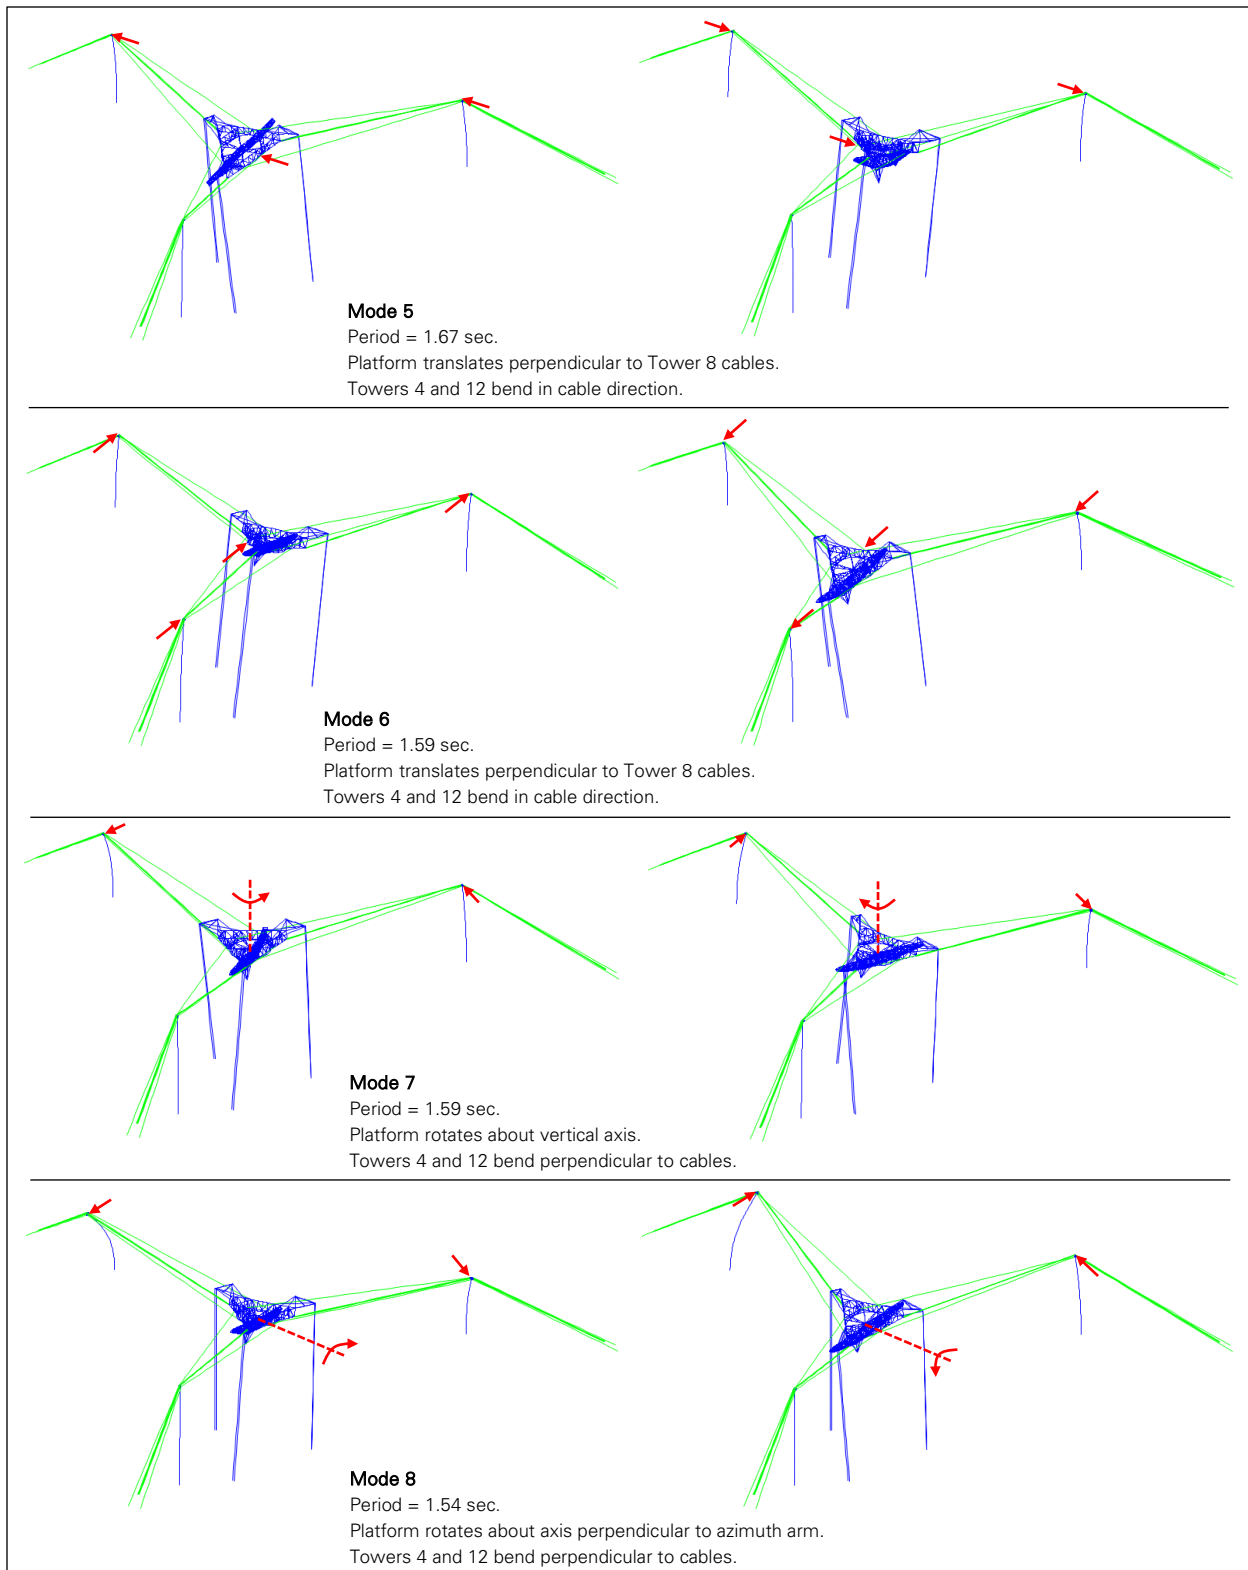 Mode 5
Period = 1.67 sec.
Platform translates perpendicular to Tower 8 cables.
Towers 4 and 12 bend in cable direction.
Mode 6
Period = 1.59 sec.
Platform translates perpendicular to Tower 8 cables.
Towers 4 and 12 bend in cable direction.
Mode 7
Period = 1.59 sec.
Platform rotates about vertical axis.
Towers 4 and 12 bend perpendicular to cables.
Mode 8
Period = 1.54 sec.
Platform rotates about axis perpendicular to azimuth arm.
Towers 4 and 12 bend perpendicular to cables.